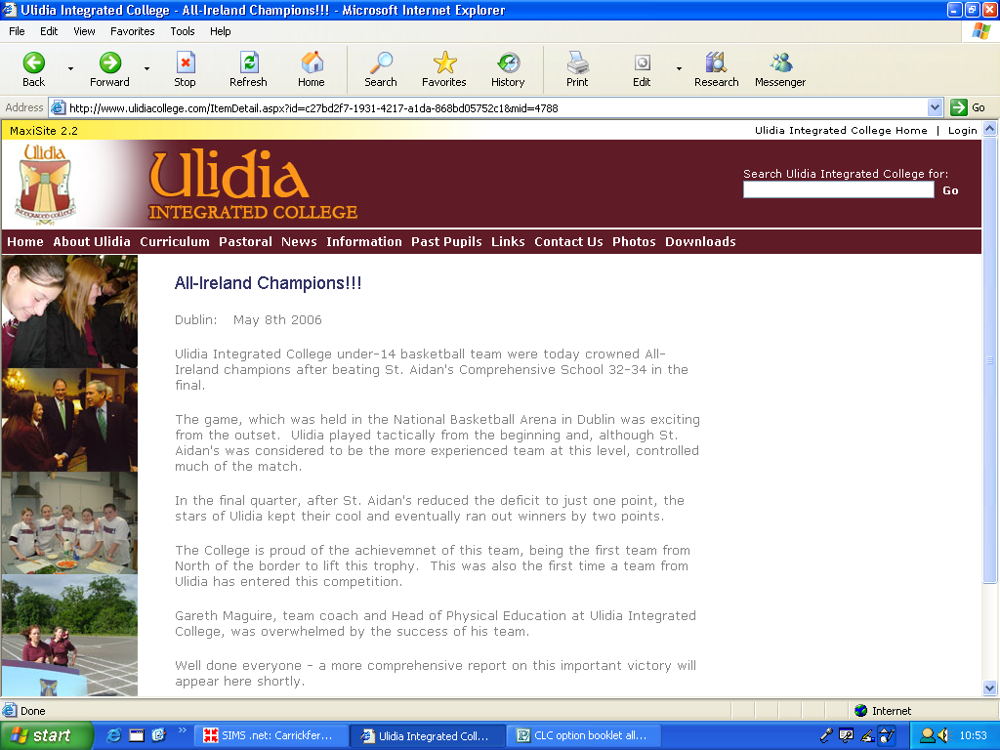 Ulidia Integrated College - All-Ireland Champions!!! - Microsoft Internet Explorer
File Edit View Favorites Tools Help
Back Forward Stop Refresh Home Search Favorites History Print Edit Research Messenger
Address http://www.ulidiacollege.com/ItemDetail.aspx?id=c27bd2f7-1931-4217-a1da-868bd05752c1&mid=4788 Go
MaxiSite 2.2 Ulidia Integrated College Home | Login
Ulidia
INTEGRATED COLLEGE
Ulidia
INTEGRATED COLLEGE
Search Ulidia Integrated College for:
Go
Home About Ulidia Curriculum Pastoral News Information Past Pupils Links Contact Us Photos Downloads
All-Ireland Champions!!!
Dublin: May 8th 2006
Ulidia Integrated College under-14 basketball team were today crowned All-
Ireland champions after beating St. Aidan's Comprehensive School 32-34 in the
final.
The game, which was held in the National Basketball Arena in Dublin was exciting
from the outset. Ulidia played tactically from the beginning and, although St.
Aidan's was considered to be the more experienced team at this level, controlled
much of the match.
In the final quarter, after St. Aidan's reduced the deficit to just one point, the
stars of Ulidia kept their cool and eventually ran out winners by two points.
The College is proud of the achievemnet of this team, being the first team from
North of the border to lift this trophy. This was also the first time a team from
Ulidia has entered this competition.
Gareth Maguire, team coach and Head of Physical Education at Ulidia Integrated
College, was overwhelmed by the success of his team.
Well done everyone - a more comprehensive report on this important victory will
appear here shortly.
Done Internet
start SIMS .net: Carrickfer... Ulidia Integrated Coll... CLC option booklet all... 10:53